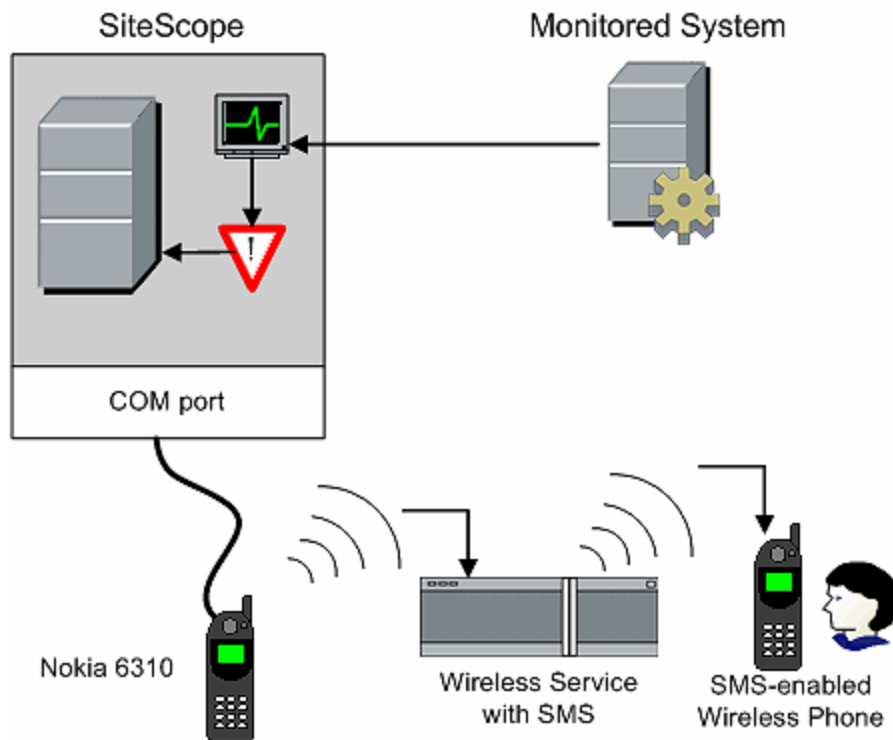 SiteScope
Monitored System
!
COM port
Nokia 6310
Wireless Service
with SMS
SMS-enabled
Wireless Phone